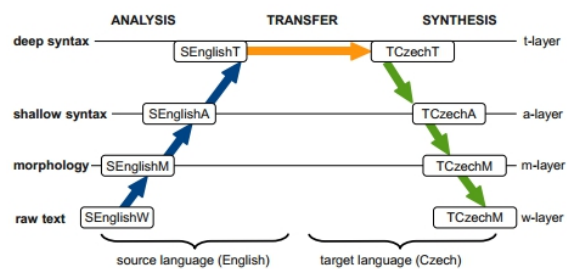 ANALYSIS TRANSFER SYNTHESIS
deep syntax SEnglishT TCzechT t-layer
shallow syntax SEnglishA TCzechA a-layer
morphology SEnglishM TCzechM m-layer
raw text SEnglishW TCzechM w-layer
source language (English) target language (Czech)